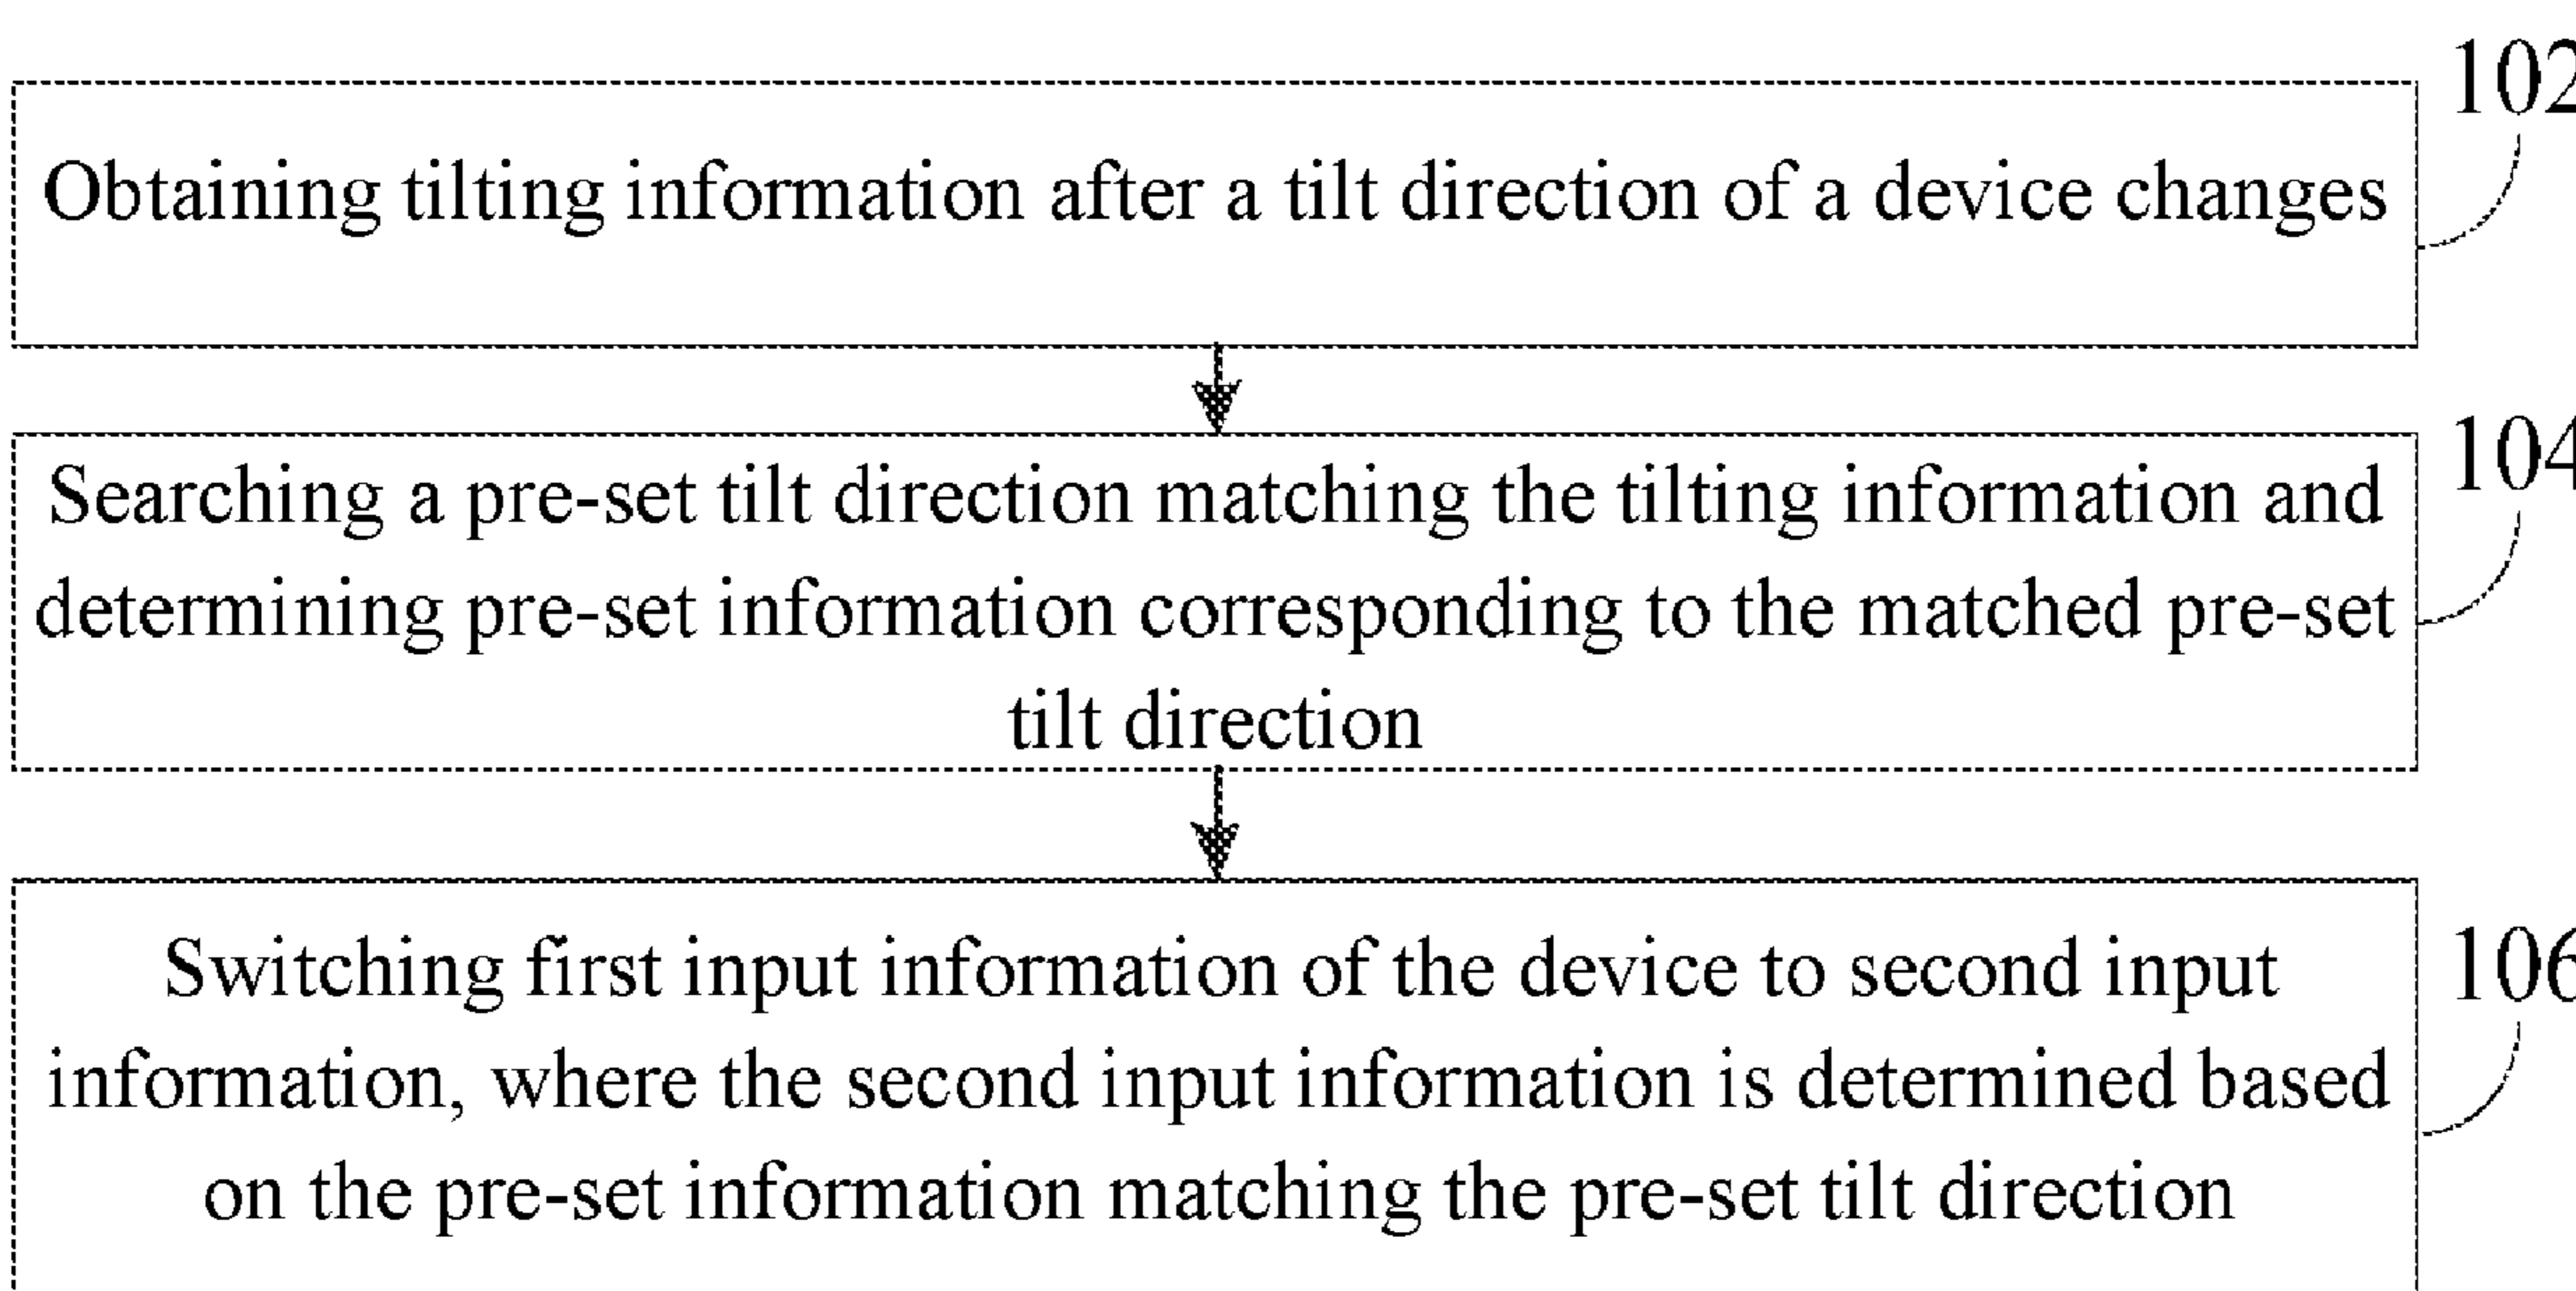 102
Obtaining tilting information after a tilt direction of a device changes
104
Searching a pre-set tilt direction matching the tilting information and
determining pre-set information corresponding to the matched pre-set
tilt direction
106
Switching first input information of the device to second input
information, where the second input information is determined based
on the pre-set information matching the pre-set tilt direction